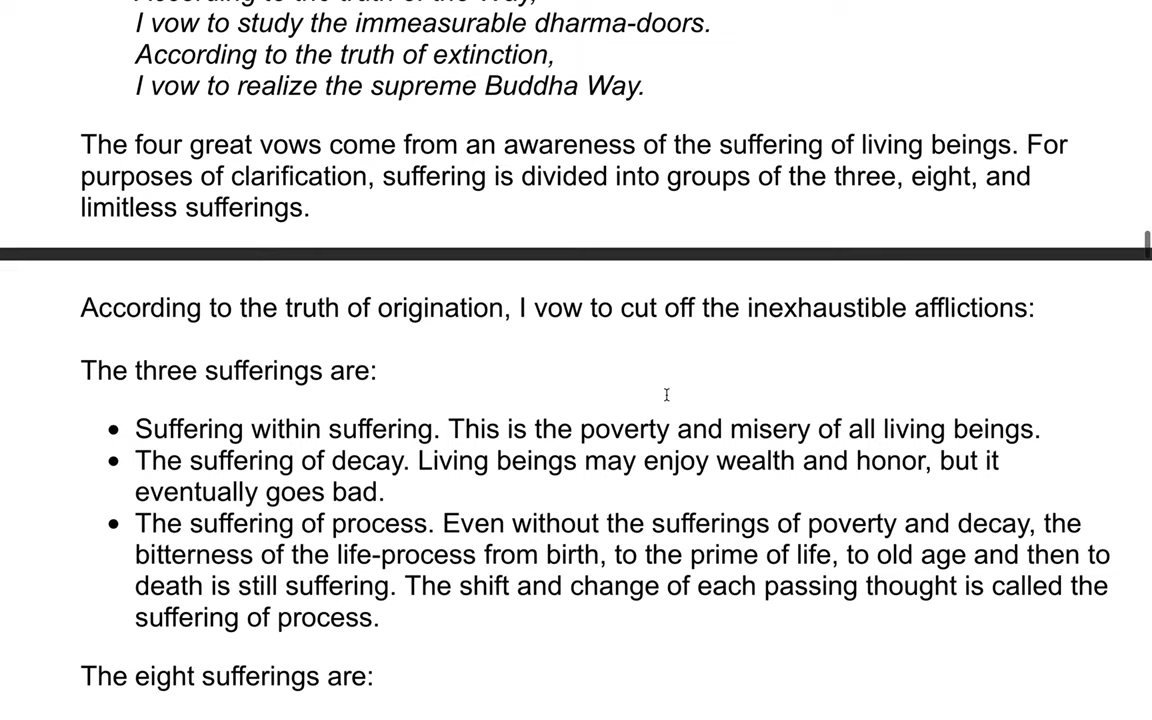 According to the truth of the Way,
I vow to study the immeasurable dharma-doors.
According to the truth of extinction,
I vow to realize the supreme Buddha Way.
The four great vows come from an awareness of the suffering of living beings. For
purposes of clarification, suffering is divided into groups of the three, eight, and
limitless sufferings.
According to the truth of origination, I vow to cut off the inexhaustible afflictions:
The three sufferings are:
• Suffering within suffering. This is the poverty and misery of all living beings.
• The suffering of decay. Living beings may enjoy wealth and honor, but it
eventually goes bad.
• The suffering of process. Even without the sufferings of poverty and decay, the
bitterness of the life-process from birth, to the prime of life, to old age and then to
death is still suffering. The shift and change of each passing thought is called the
suffering of process.
The eight sufferings are: